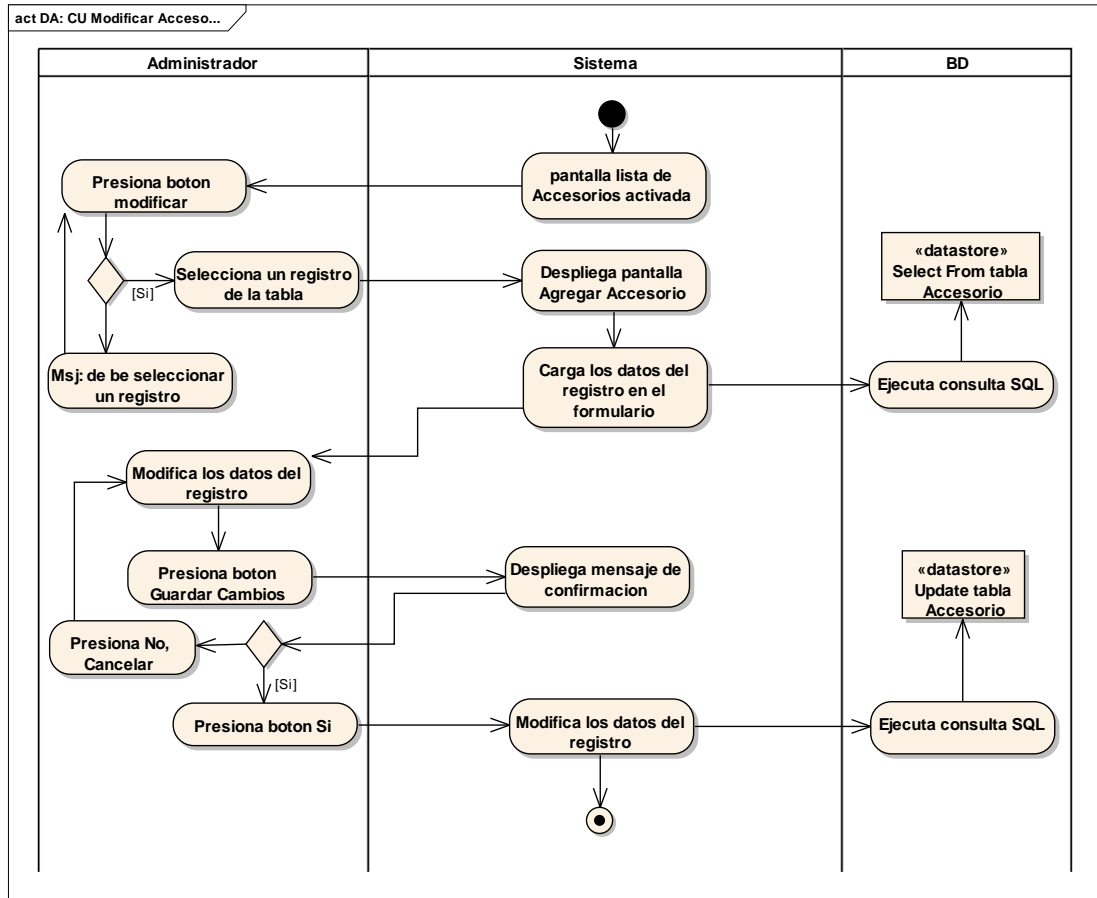 act DA: CU Modificar Acceso...
Administrador
Sistema
BD
pantalla lista de
Accesorios activada
Presiona boton
modificar
[Si]
Selecciona un registro
de la tabla
Despliega pantalla
Agregar Accesorio
«datastore»
Select From tabla
Accesorio
Msj: de be seleccionar
un registro
Carga los datos del
registro en el
formulario
Ejecuta consulta SQL
Modifica los datos del
registro
Presiona boton
Guardar Cambios
Despliega mensaje de
confirmacion
«datastore»
Update tabla
Accesorio
Presiona No,
Cancelar
[Si]
Presiona boton Si
Modifica los datos del
registro
Ejecuta consulta SQL